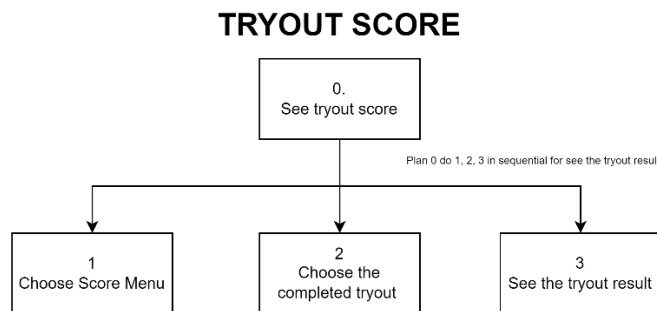 TRYOUT SCORE
0.
See tryout score
Plan 0 do 1, 2, 3 in sequential for see the tryout resul
1
Choose Score Menu
2
Choose the
completed tryout
3
See the tryout result